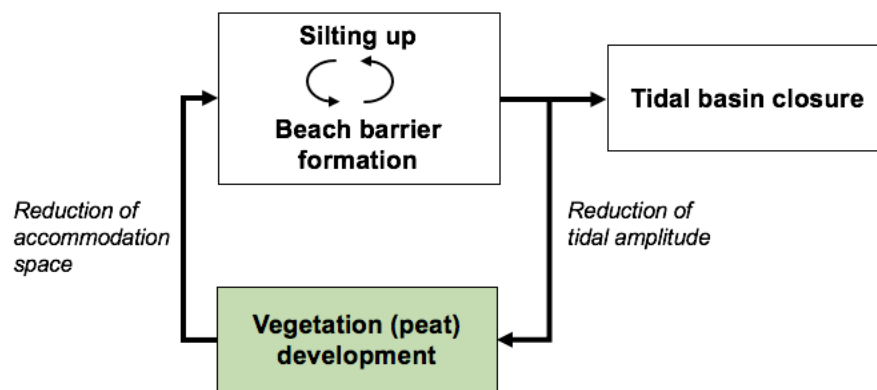 Silting up
Beach barrier
formation
Tidal basin closure
Reduction of
accommodation
space
Reduction of
tidal amplitude
Vegetation (peat)
development